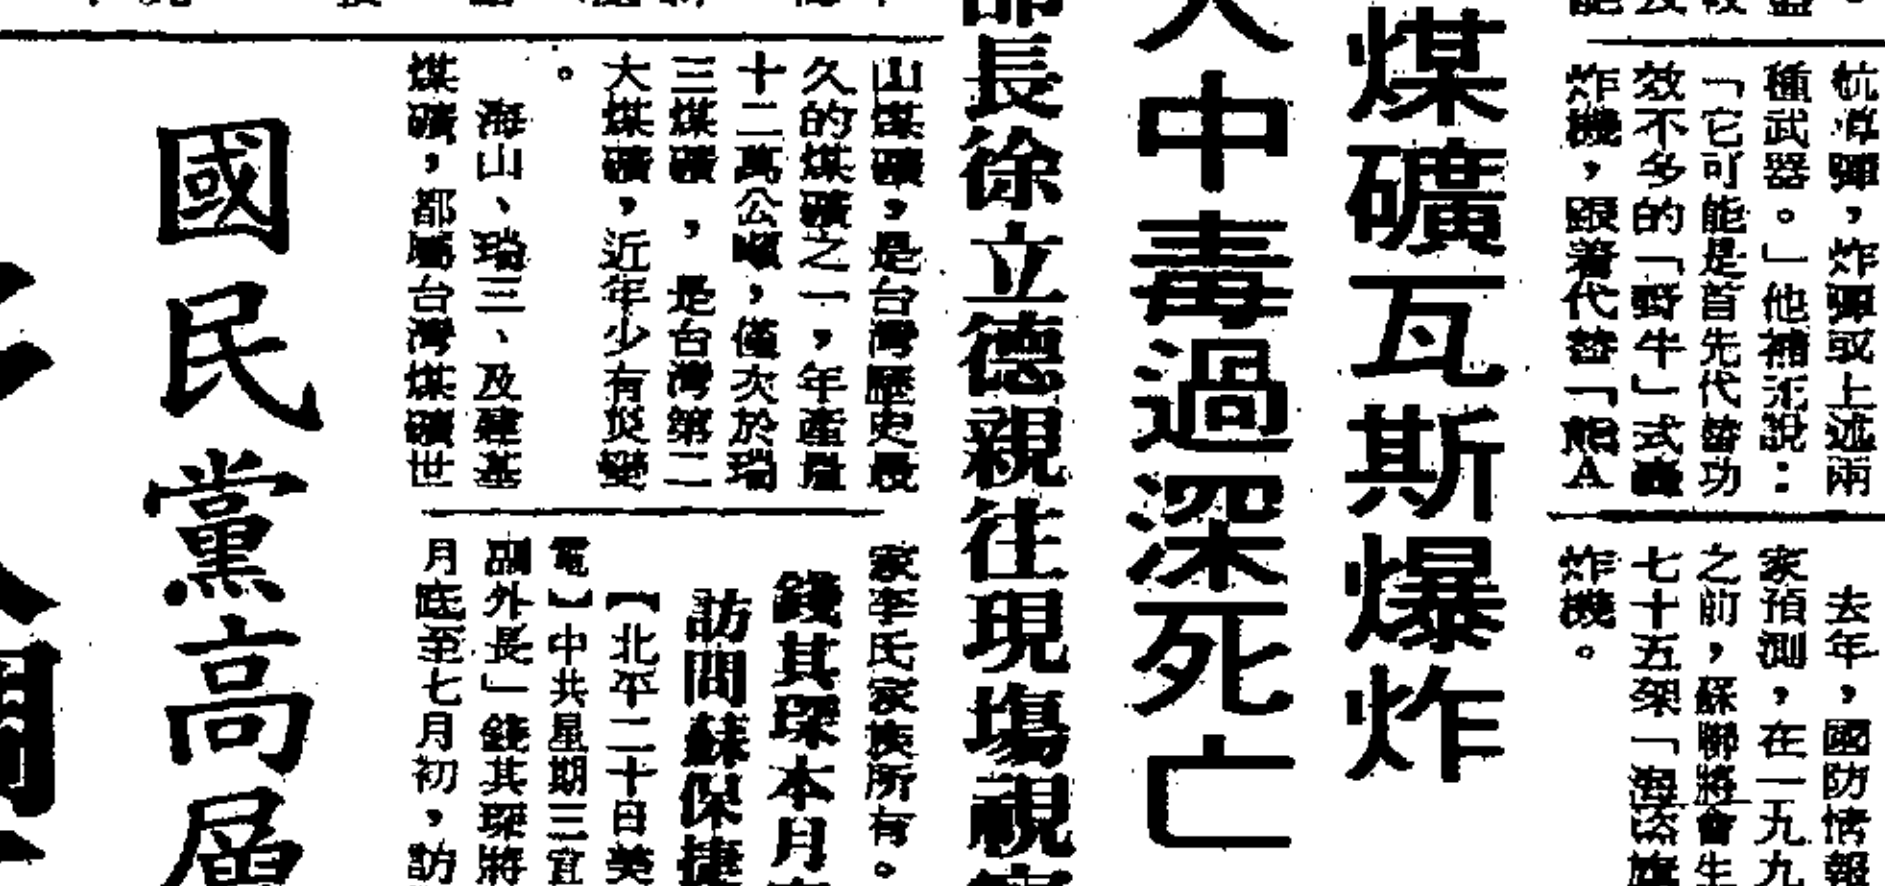 杭導彈，炸彈或上述兩
種武器。」他補充說：
「它可能是首先代替功
效不多的「野牛」式轟
炸機，跟着代替「熊A
去年，國防情報
家預測，在一九九
之前，蘇聯將會生
七十五架「海盜旗
炸機。
煤礦瓦斯爆炸
人中毒過深死亡
部長徐立德親往現場視察
山煤礦，是台灣歷史最
久的煤礦之一，年產量
十二萬公噸，僅次於瑞
三煤礦，是台灣第二
大煤礦，近年少有災變
。
海山、瑞三、及建基
煤礦，都屬台灣煤礦世
家李氏家族所有。
錢其琛本月
訪問蘇保捷
【北平二十日美
電】中共星期三宣
副外長」錢其琛將
月底至七月初，訪
國民黨高層